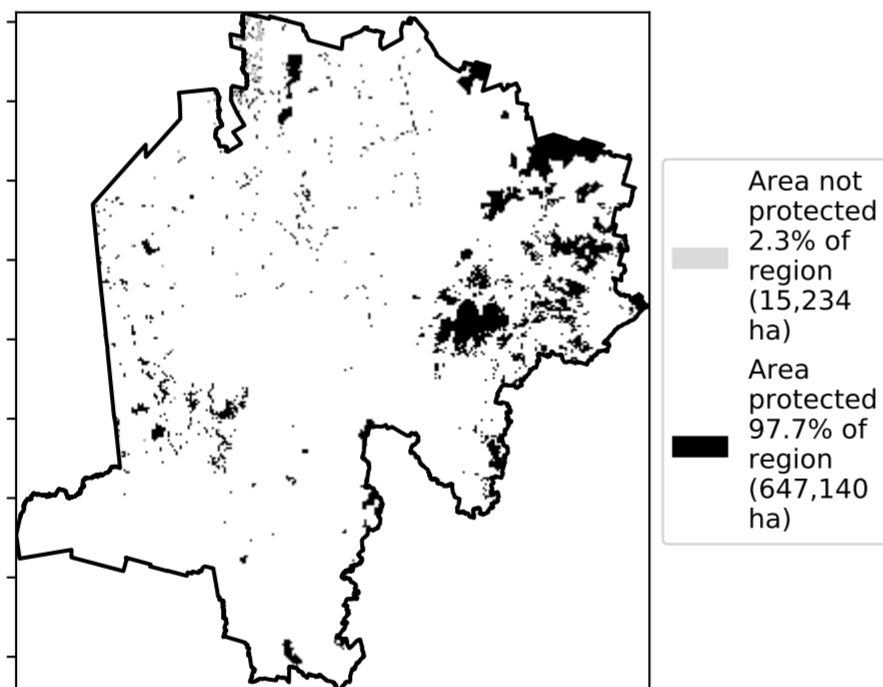 Area not
protected
2.3% of
region
(15,234
ha)
Area
protected
97.7% of
region
(647,140
ha)